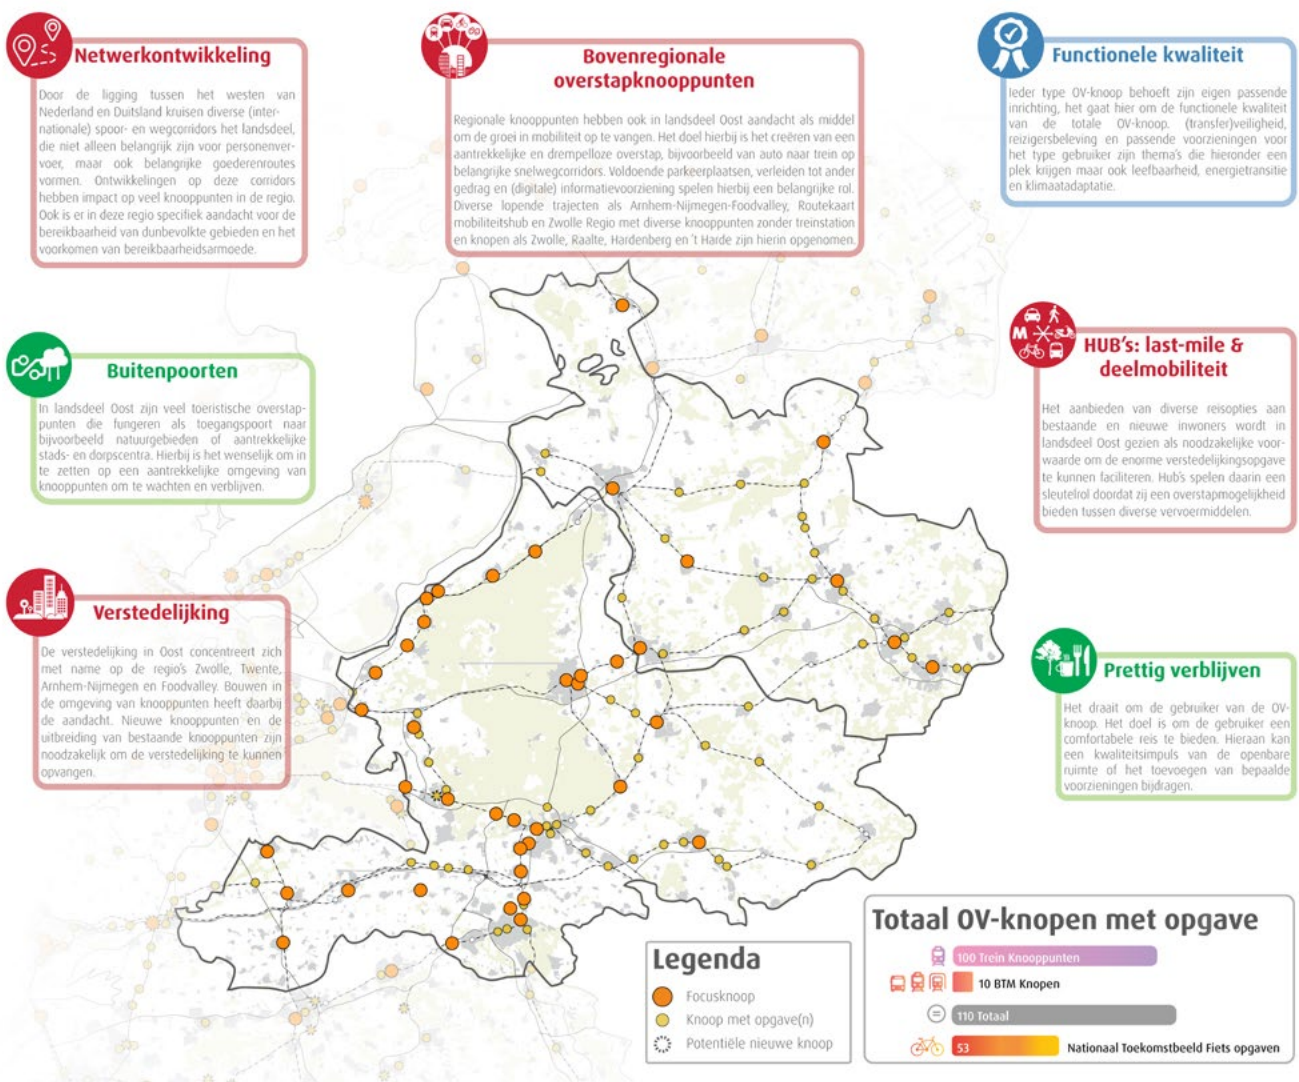 Netwerkontwikkeling
Door de ligging tussen het westen van
Nederland en Duitsland kruisen diverse (inter-
nationale) spoor- en wegcorridors het landsdeel,
die niet alleen belangrijk zijn voor personenver-
voer, maar ook belangrijke goederenroutes
vormen. Ontwikkelingen op deze corridors
hebben impact op veel knooppunten in de regio.
Ook is er in deze regio specifiek aandacht voor de
bereikbaarheid van dunbevolkte gebieden en het
voorkomen van bereikbaarheidsarmoede.
Bovenregionale
overstapknooppunten
Regionale knooppunten hebben ook in landsdeel Oost aandacht als middel
om de groei in mobiliteit op te vangen. Het doel hierbij is het creëren van een
aantrekkelijke en drempelloze overstap, bijvoorbeeld van auto naar trein op
belangrijke snelwegcorridors. Voldoende parkeerplaatsen, verleiden tot ander
gedrag en (digitale) informatievoorziening spelen hierbij een belangrijke rol.
Diverse lopende trajecten als Arnhem-Nijmegen-Foodvalley, Routekaart
mobiliteitshub en Zwolle Regio met diverse knooppunten zonder treinstation
en knopen als Zwolle, Raalte, Hardenberg en 't Harde zijn hierin opgenomen.
Functionele kwaliteit
Ieder type OV-knoop behoeft zijn eigen passende
inrichting, het gaat hier om de functionele kwaliteit
van de totale OV-knoop. (transfer)veiligheid,
reizigersbeleving en passende voorzieningen voor
het type gebruiker zijn thema's die hieronder een
plek krijgen maar ook leefbaarheid, energietransitie
en klimaatadaptatie.
Buitenpoorten
In landsdeel Oost zijn veel toeristische overstap-
punten die fungeren als toegangspoort naar
bijvoorbeeld natuurgebieden of aantrekkelijke
stads- en dorpscentra. Hierbij is het wenselijk om in
te zetten op een aantrekkelijke omgeving van
knooppunten om te wachten en verblijven.
M
HUB's: last-mile &
deelmobiliteit
Het aanbieden van diverse reisopties aan
bestaande en nieuwe inwoners wordt in
landsdeel Oost gezien als noodzakelijke voor-
waarde om de enorme verstedelijkingsopgave
te kunnen faciliteren. Hub's spelen daarin een
sleutelrol doordat zij een overstapmogelijkheid
bieden tussen diverse vervoermiddelen.
Verstedelijking
De verstedelijking in Oost concentreert zich
met name op de regio's Zwolle, Twente,
Arnhem-Nijmegen en Foodvalley. Bouwen in
de omgeving van knooppunten heeft daarbij
de aandacht. Nieuwe knooppunten en de
uitbreiding van bestaande knooppunten zijn
noodzakelijk om de verstedelijking te kunnen
opvangen.
Prettig verblijven
Het draait om de gebruiker van de OV-
knoop. Het doel is om de gebruiker een
comfortabele reis te bieden. Hieraan kan
een kwaliteitsimpuls van de openbare
ruimte of het toevoegen van bepaalde
voorzieningen bijdragen.
Legenda
Focusknoop
Knoop met opgave(n)
Potentiële nieuwe knoop
Totaal OV-knopen met opgave
100 Trein Knooppunten
10 BTM Knopen
110 Totaal
53 Nationaal Toekomstbeeld Fiets opgaven